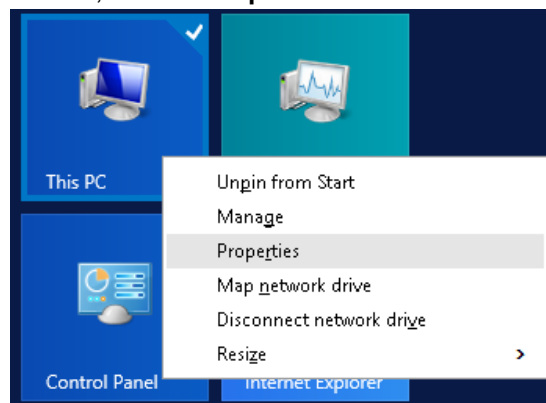 This PC
Unpin from Start
Manage
Properties
Map network drive
Disconnect network drive
Resize
Control Panel
Internet Explorer